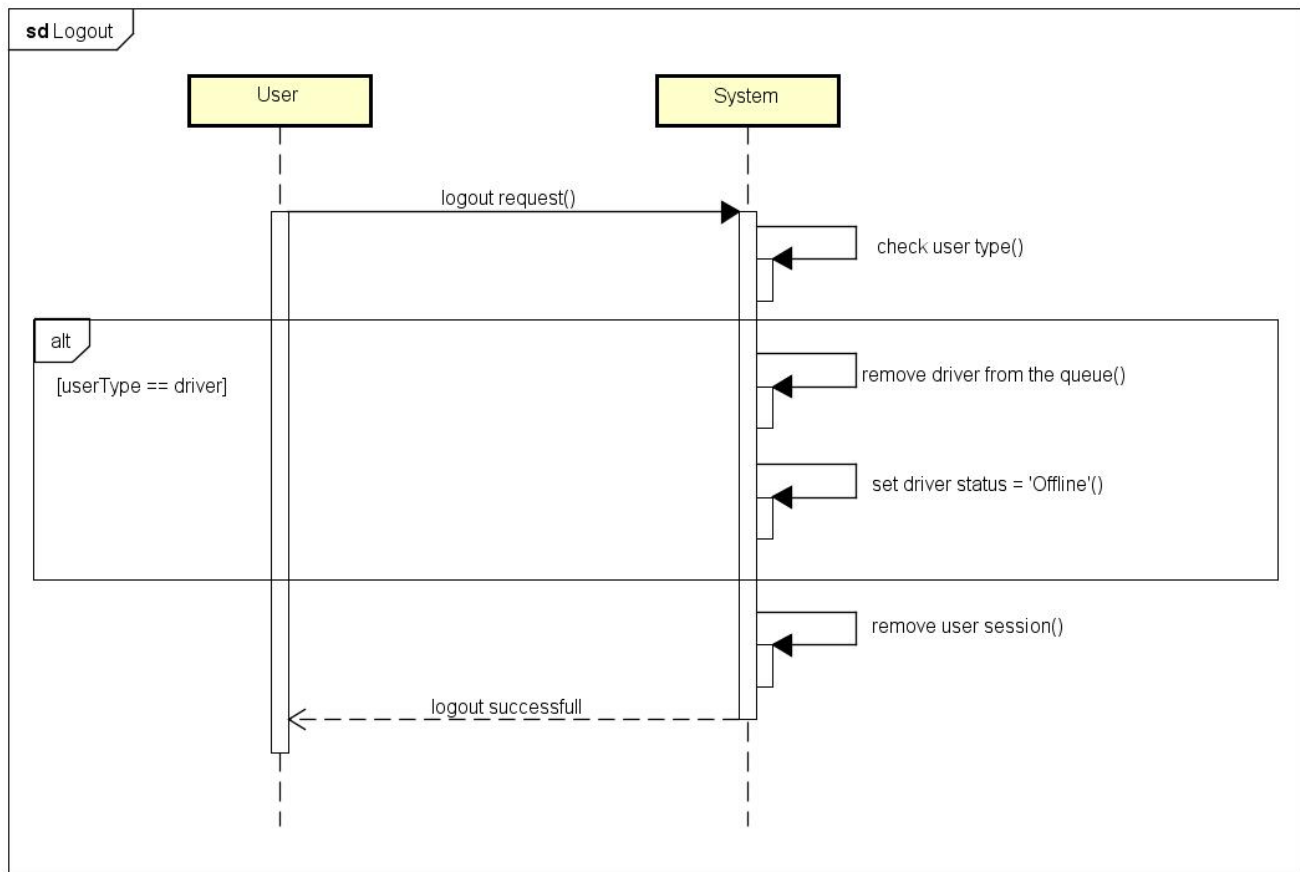 sd Logout
User
System
logout request()
check user type()
alt
[userType == driver]
remove driver from the queue()
set driver status = 'Offline'()
remove user session()
logout successfull